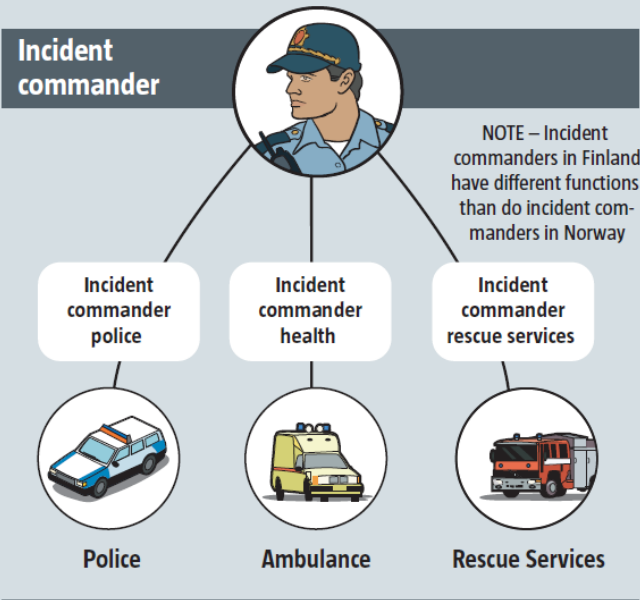 Incident
commander
NOTE – Incident
commanders in Finland
have different functions
than do incident com-
manders in Norway
Incident
commander
police
Incident
commander
health
Incident
commander
rescue services
Police
Ambulance
Rescue Services